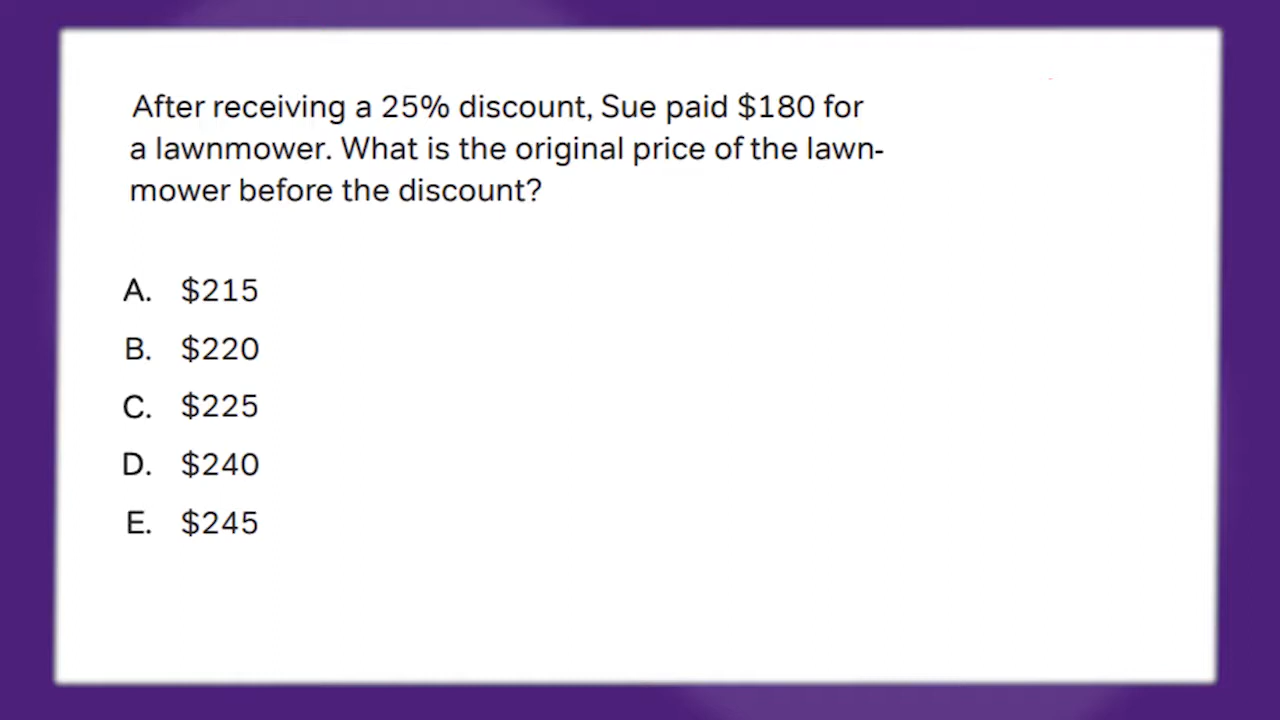 After receiving a 25% discount, Sue paid $180 for
a lawnmower. What is the original price of the lawn-
mower before the discount?
A. $215
B. $220
C. $225
D. $240
E. $245